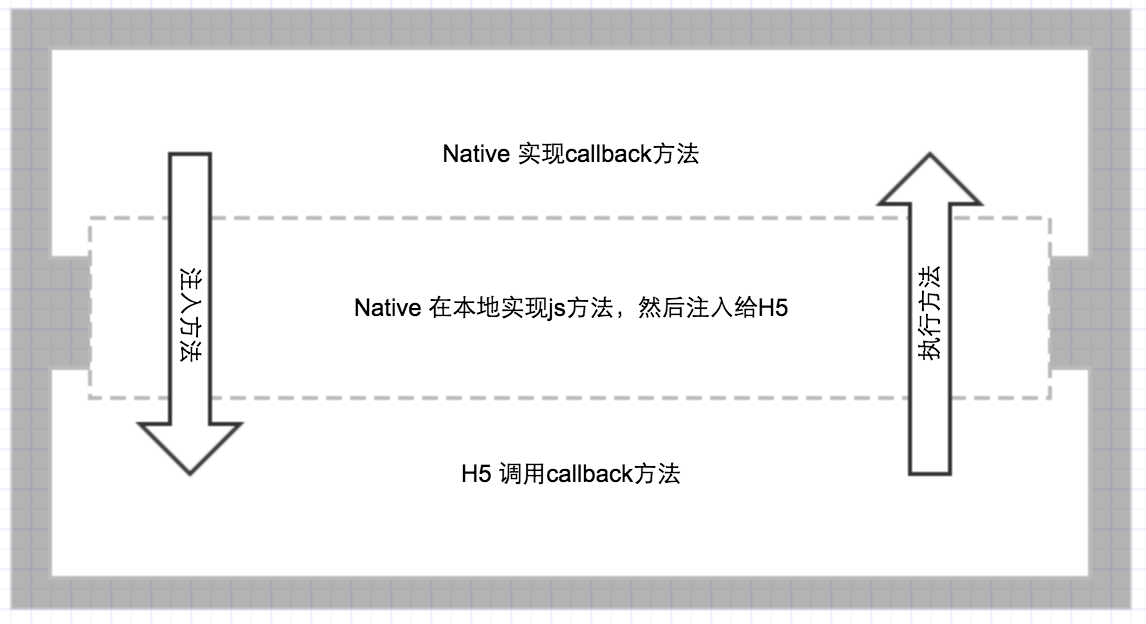 Native 实现callback方法
注入方法
Native 在本地实现js方法，然后注入给H5
执行方法
H5 调用callback方法